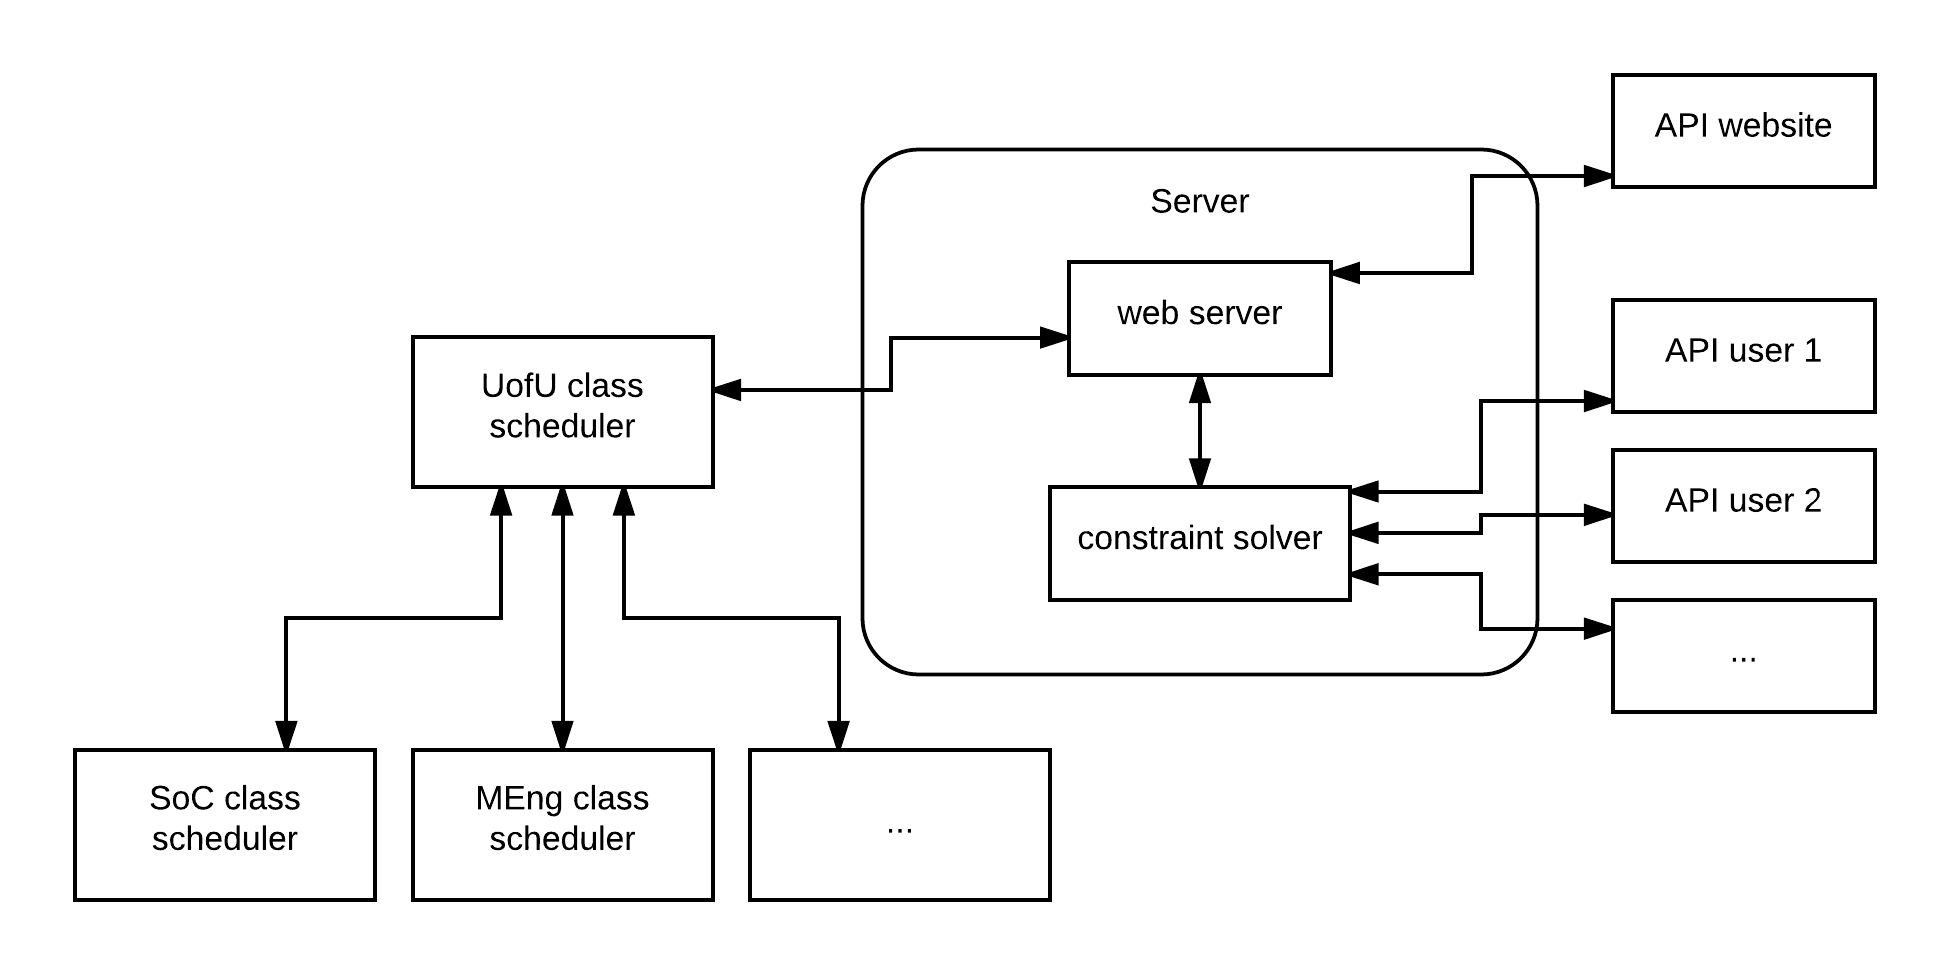 API website
Server
web server
API user 1
UofU class
scheduler
API user 2
constraint solver
...
SoC class
scheduler
MEng class
scheduler
...